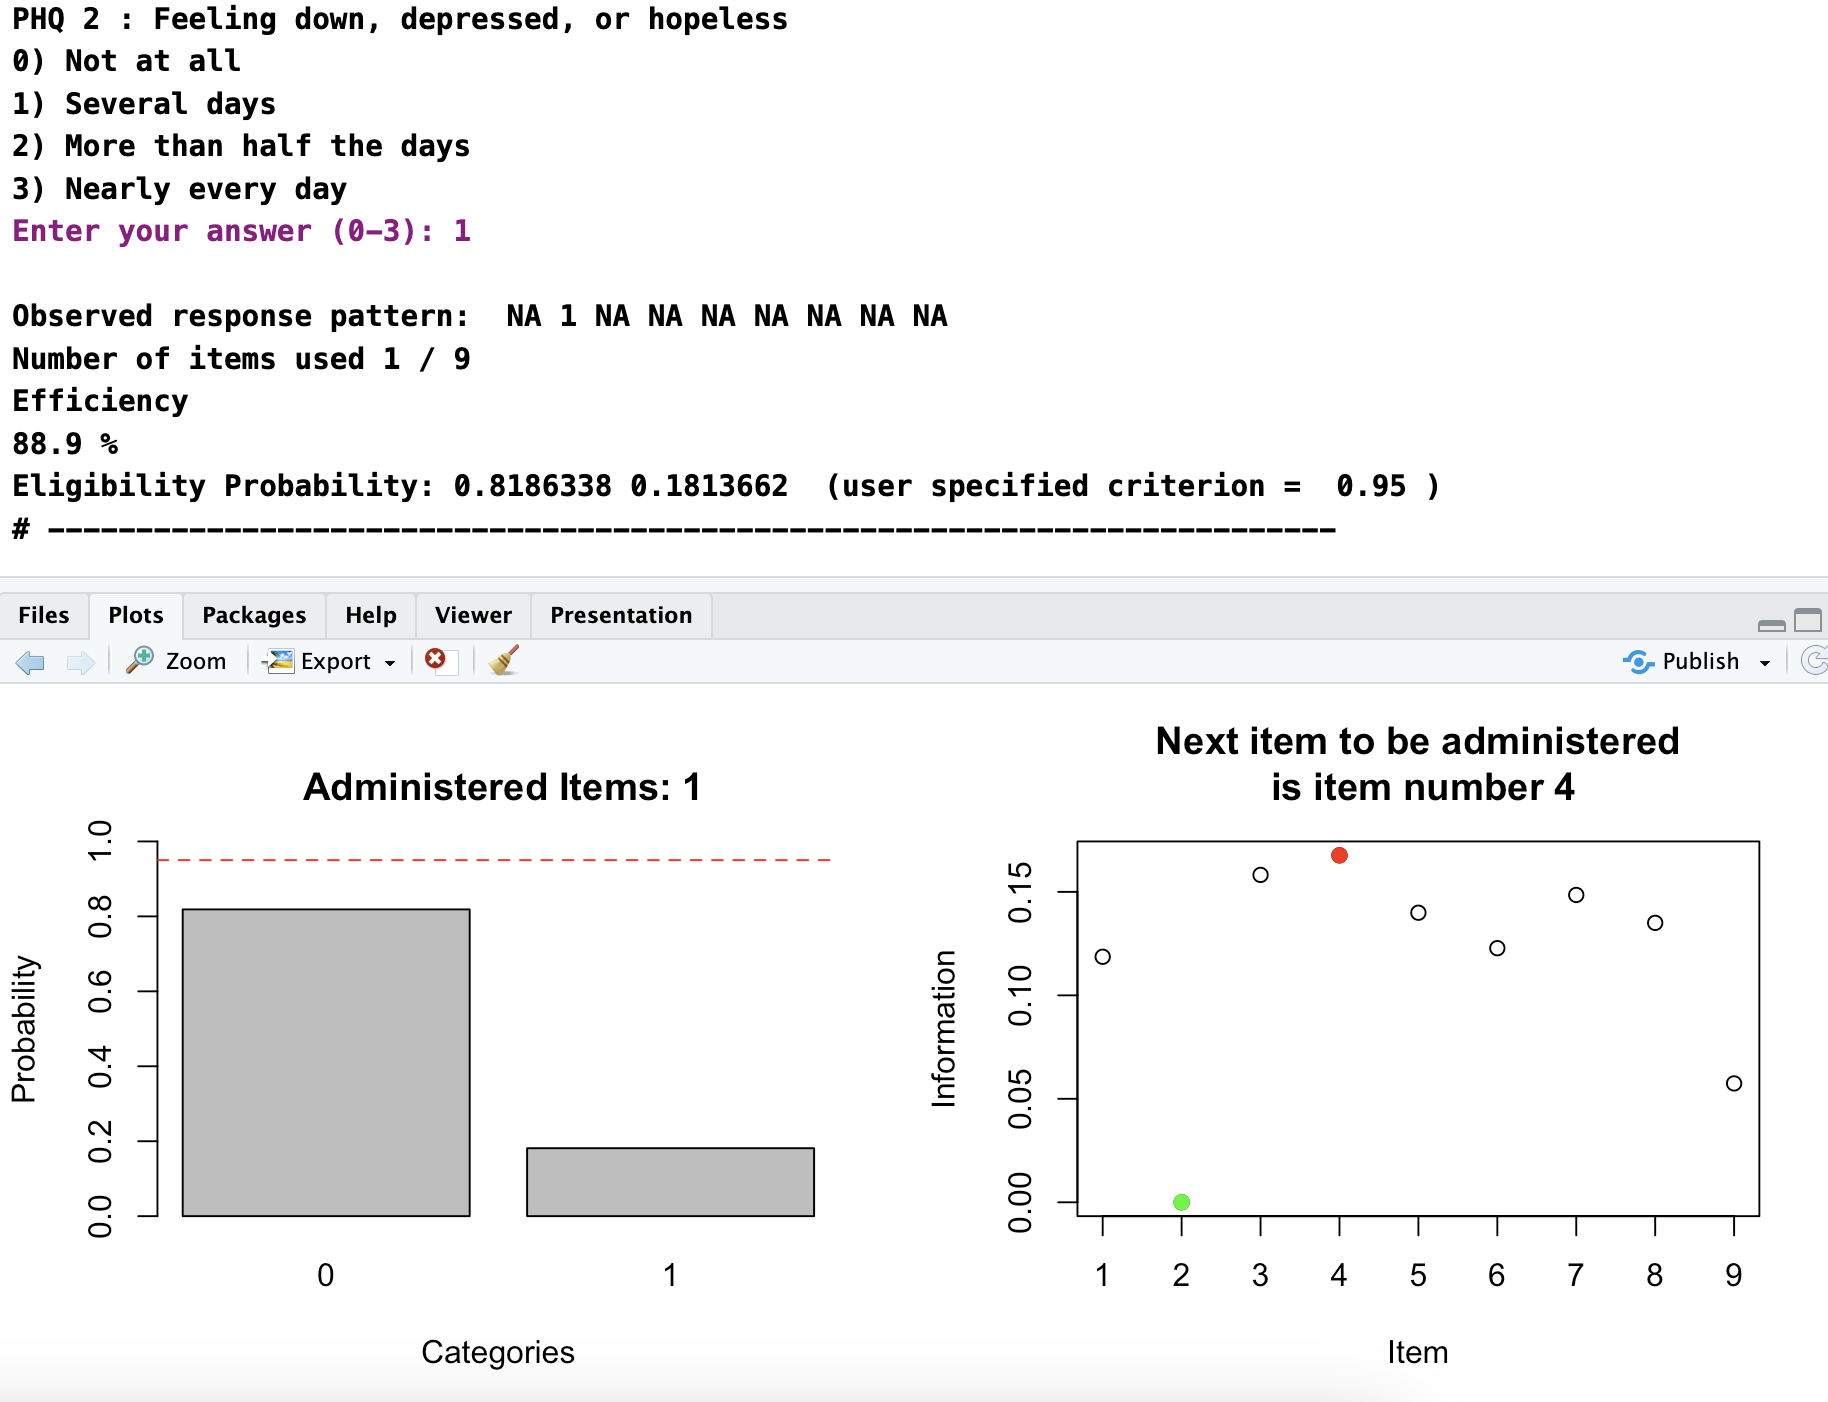 PHQ 2 : Feeling down, depressed, or hopeless
0) Not at all
1) Several days
2) More than half the days
3) Nearly every day
Enter your answer (0-3): 1
Observed response pattern:  NA 1 NA NA NA NA NA NA NA
Number of items used 1 / 9
Efficiency
88.9 %
Eligibility Probability: 0.8186338 0.1813662  (user specified criterion =  0.95 )
# -------------------------------------------------------------------------
Files Plots Packages Help Viewer Presentation
Zoom Export Publish
Administered Items: 1
Probability
0.0 0.2 0.4 0.6 0.8 1.0
0 1
Categories
Next item to be administered
is item number 4
Information
0.00 0.05 0.10 0.15
1 2 3 4 5 6 7 8 9
Item